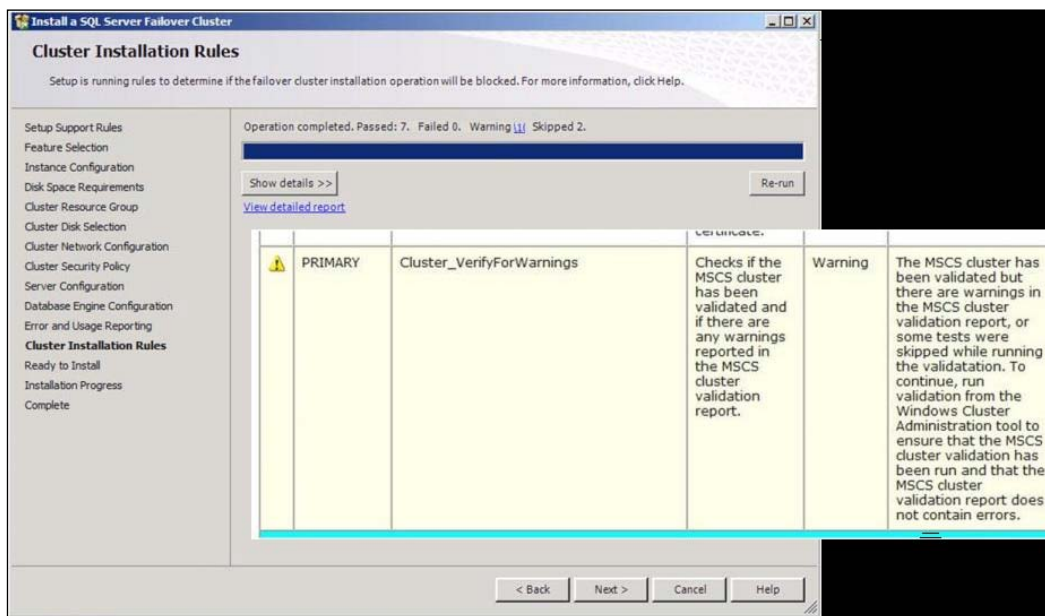 Install a SQL Server Failover Cluster
Cluster Installation Rules
Setup is running rules to determine if the failover cluster installation operation will be blocked. For more information, click Help.
Setup Support Rules
Feature Selection
Instance Configuration
Disk Space Requirements
Cluster Resource Group
Cluster Disk Selection
Cluster Network Configuration
Cluster Security Policy
Server Configuration
Database Engine Configuration
Error and Usage Reporting
Cluster Installation Rules
Ready to Install
Installation Progress
Complete
Operation completed. Passed: 7. Failed 0. Warning \1( Skipped 2.
Show details >>
Re-run
View detailed report
certificate.
PRIMARY
Cluster_VerifyForWarnings
Checks if the
MSCS cluster
has been
validated and
if there are
any warnings
reported in
the MSCS
cluster
validation
report.
Warning
The MSCS cluster has
been validated but
there are warnings in
the MSCS cluster
validation report, or
some tests were
skipped while running
the validatation. To
continue, run
validation from the
Windows Cluster
Administration tool to
ensure that the MSCS
cluster validation has
been run and that the
MSCS cluster
validation report does
not contain errors.
< Back
Next >
Cancel
Help